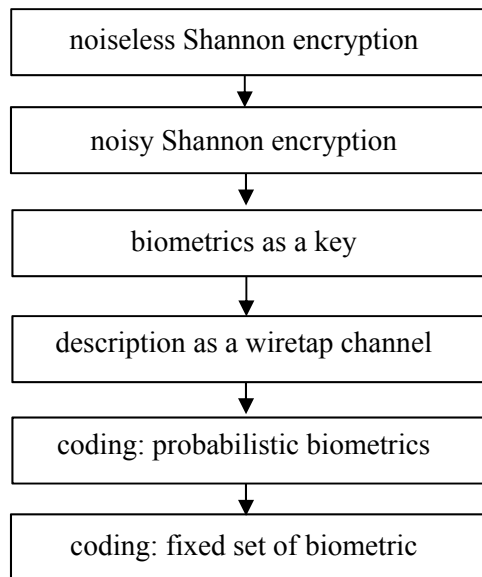 noiseless Shannon encryption
noisy Shannon encryption
biometrics as a key
description as a wiretap channel
coding: probabilistic biometrics
coding: fixed set of biometric